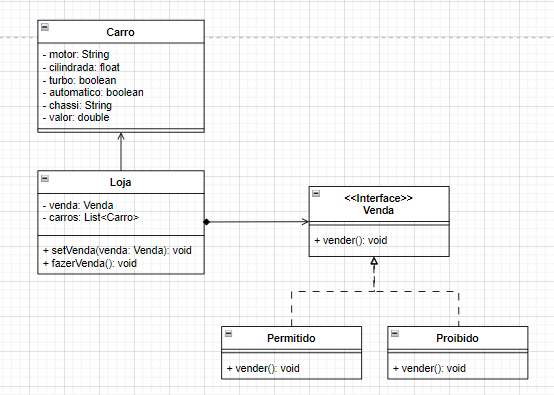 Carro
- motor: String
- cilindrada: float
- turbo: boolean
- automatico: boolean
- chassi: String
- valor: double
Loja
- venda: Venda
- carros: List<Carro>
+ setVenda(venda: Venda): void
+ fazerVenda(): void
<<Interface>>
Venda
+ vender(): void
Permitido
+ vender(): void
Proibido
+ vender(): void